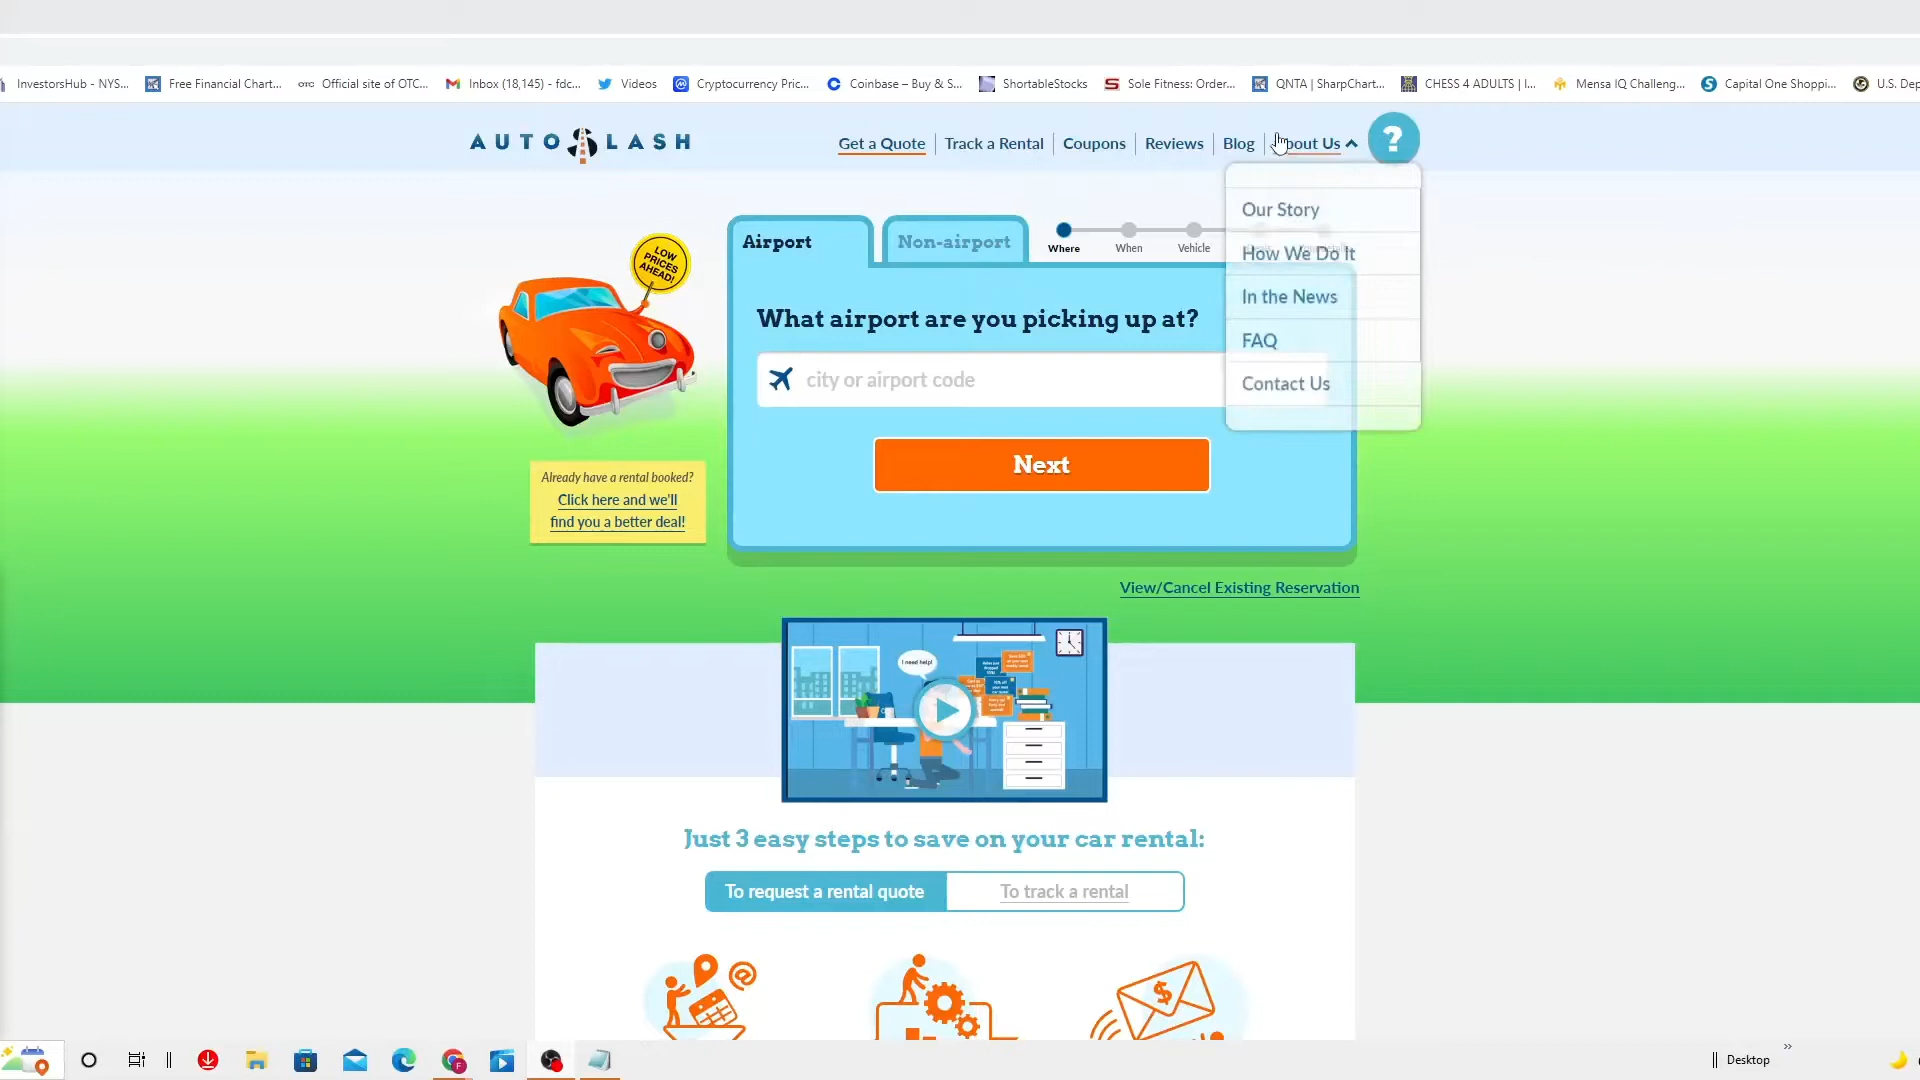 InvestorsHub - NYS...
Free Financial Chart...
Official site of OTC...
Inbox (18,145) - fdc...
Videos
Cryptocurrency Pric...
Coinbase – Buy & S...
ShortableStocks
Sole Fitness: Order...
QNTA | SharpChart...
CHESS 4 ADULTS | I...
Mensa IQ Challeng...
Capital One Shoppi...
U.S. Dep
AUTO LASH
Get a Quote
Track a Rental
Coupons
Reviews
Blog
bout Us
?
Our Story
How We Do It
In the News
FAQ
Contact Us
LOW
PRICES
AHEAD!
Airport
Non-airport
Where
When
Vehicle
What airport are you picking up at?
city or airport code
Next
Already have a rental booked?
Click here and we'll
find you a better deal!
View/Cancel Existing Reservation
I need help!
Just 3 easy steps to save on your car rental:
To request a rental quote
To track a rental
Desktop